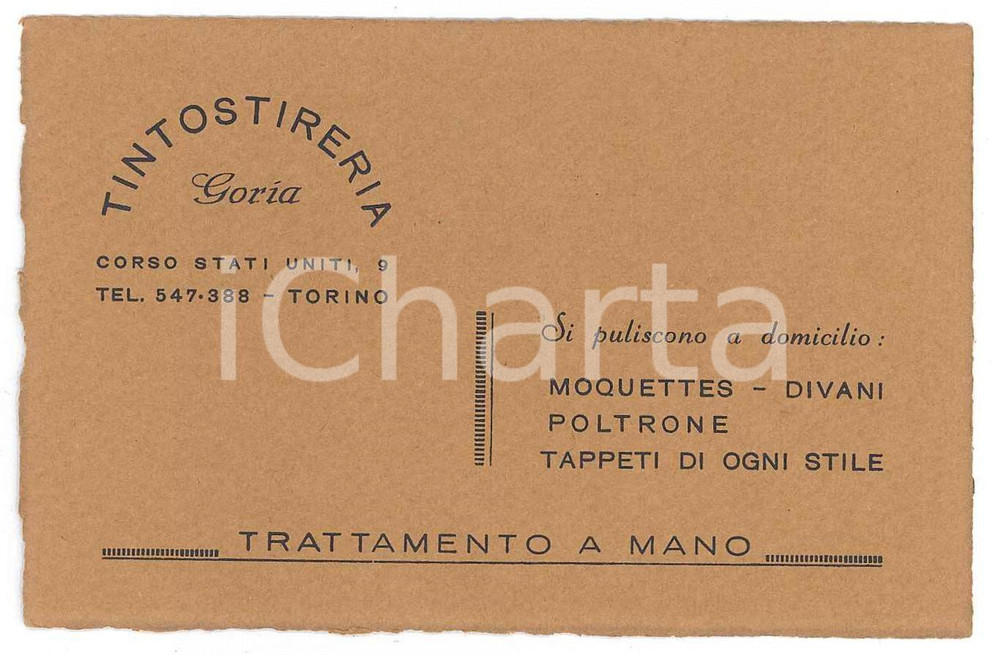 TINTOSTIRERIA
Goria
CORSO STATI UNITI, 9
TEL. 547·388 – TORINO
iCharta
Si puliscono a domicilio:
MOQUETTES – DIVANI
POLTRONE
TAPPETI DI OGNI STILE
TRATTAMENTO A MANO